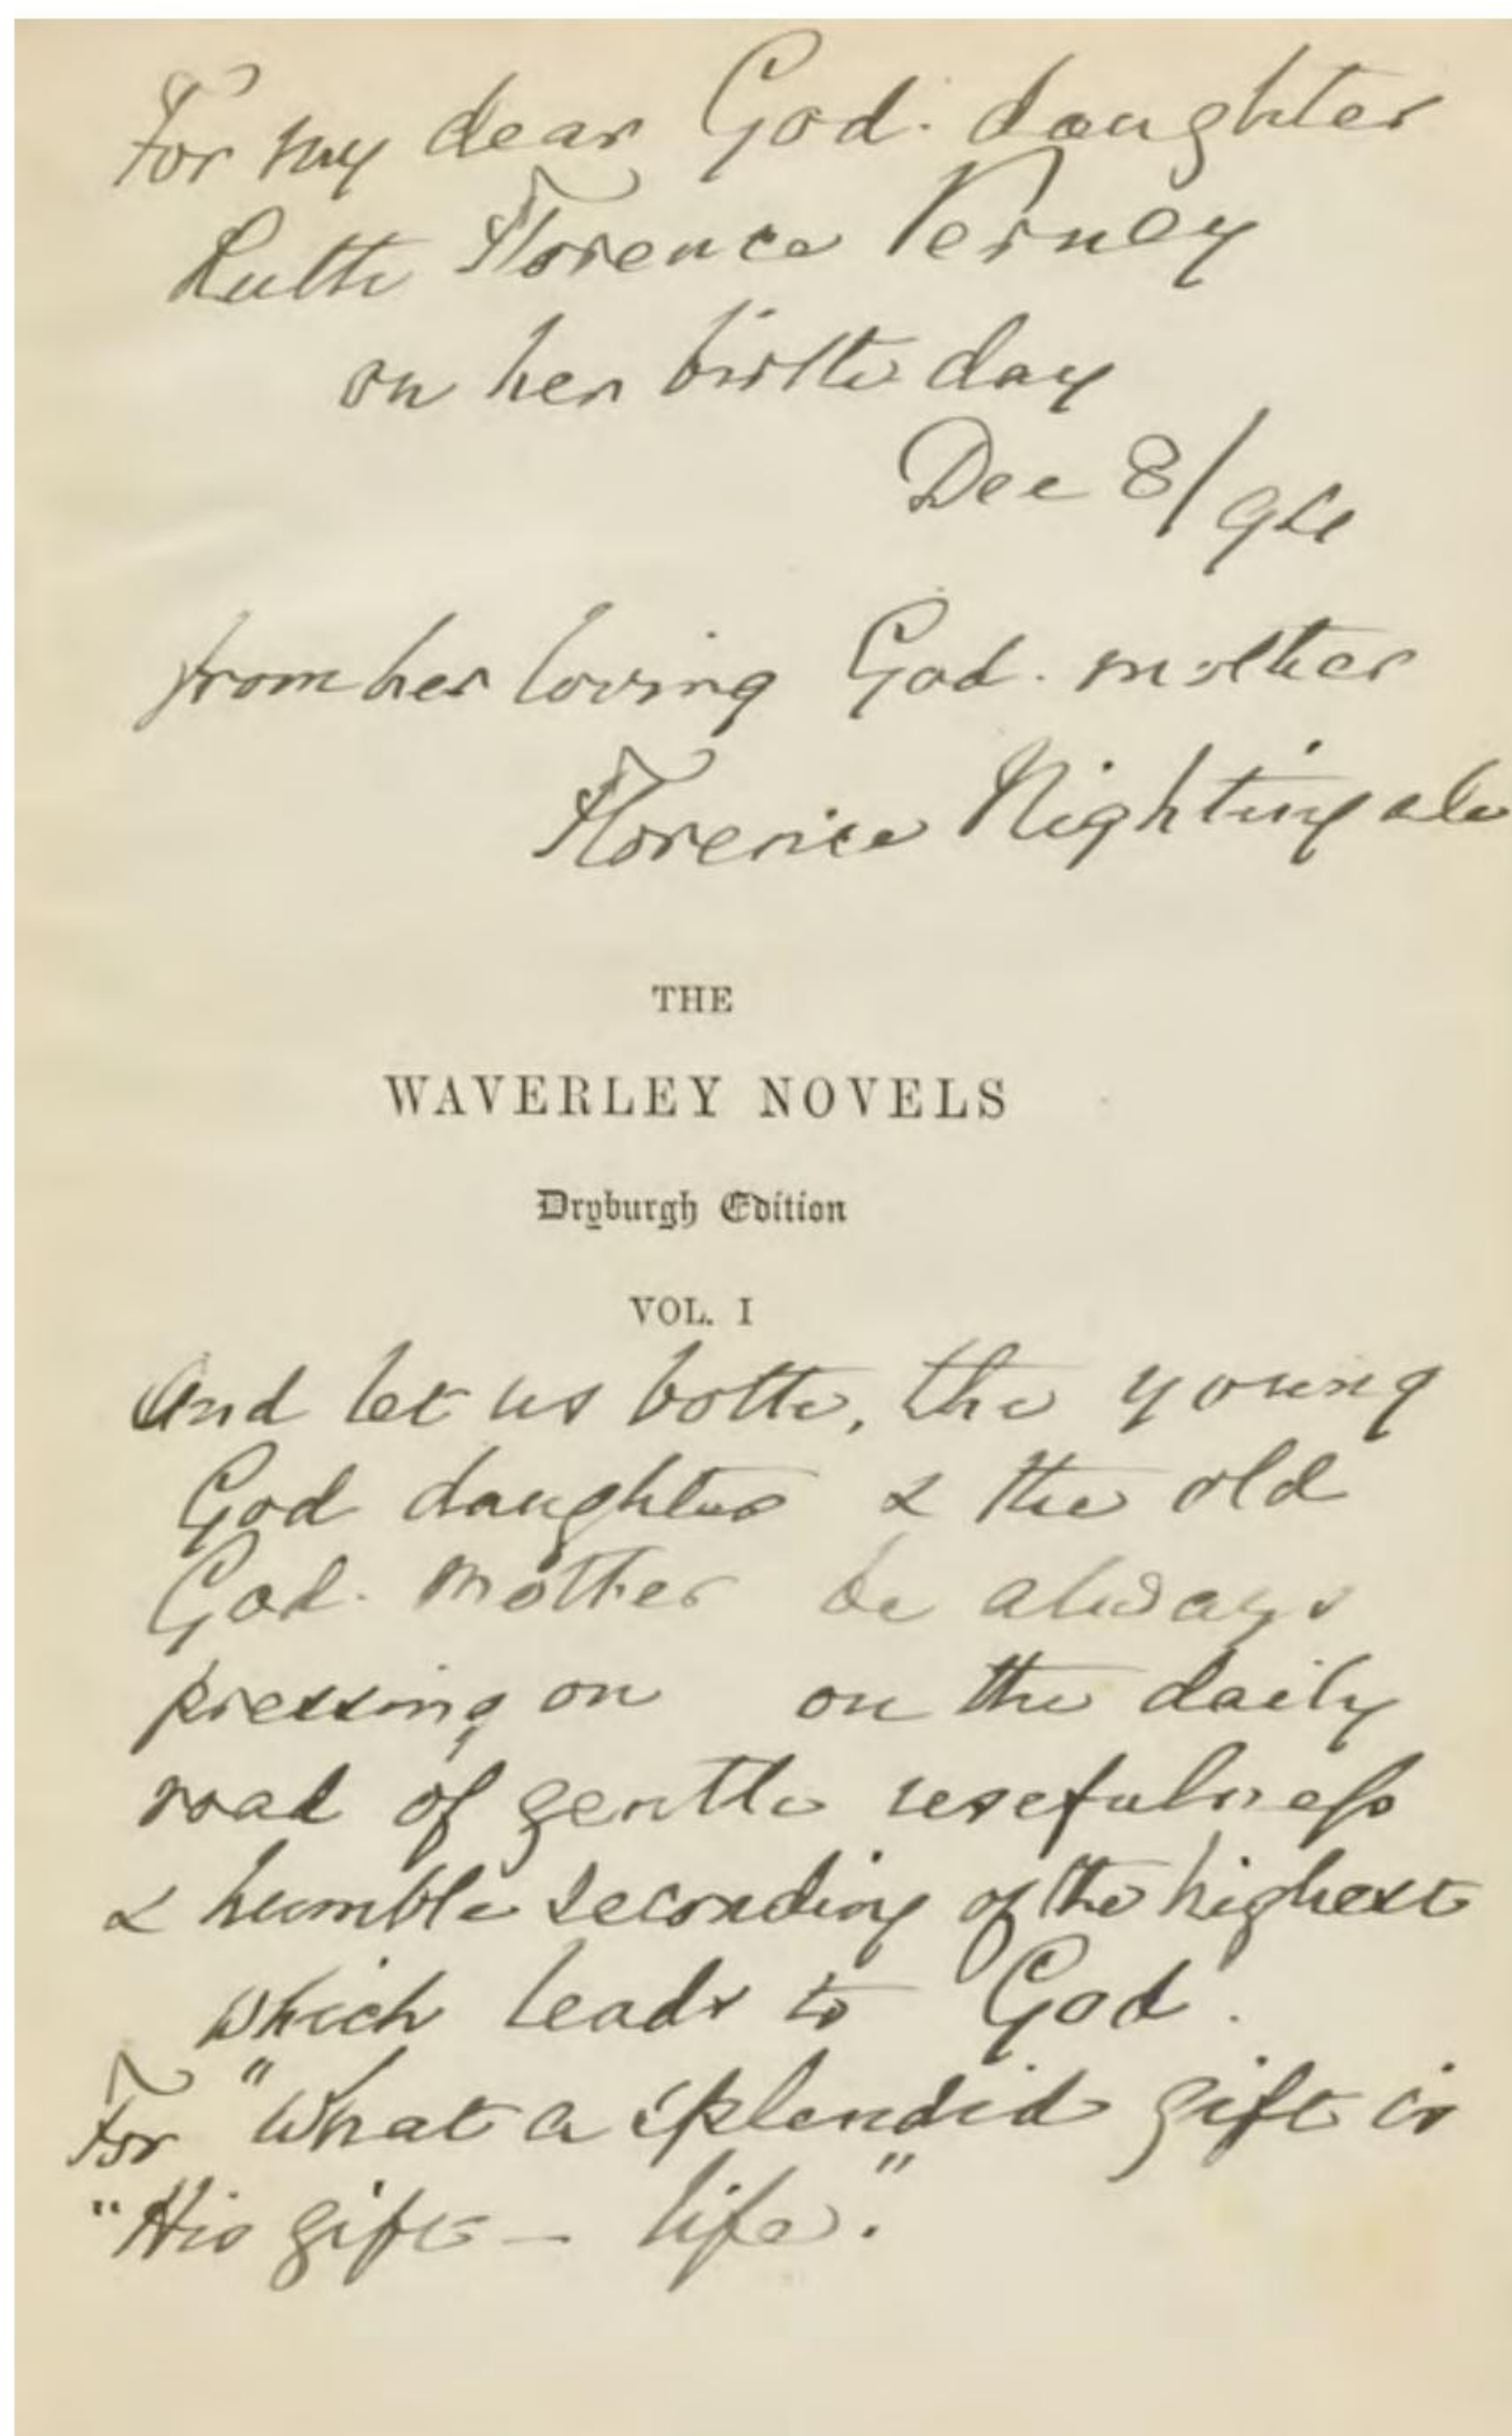 For my dear God-daughter
Ruth Florence Verney
on her birth day
Dec 8/94
from her loving God-mother
Florence Nightingale
THE
WAVERLEY NOVELS
Dryburgh Edition
VOL. I
And let us both, the young
God daughter & the old
God-mother be always
pressing on on the daily
road of gentle usefulness
& humble seconding of the highest
which leads to God.
For "What a splendid gift is
"His gift – life."